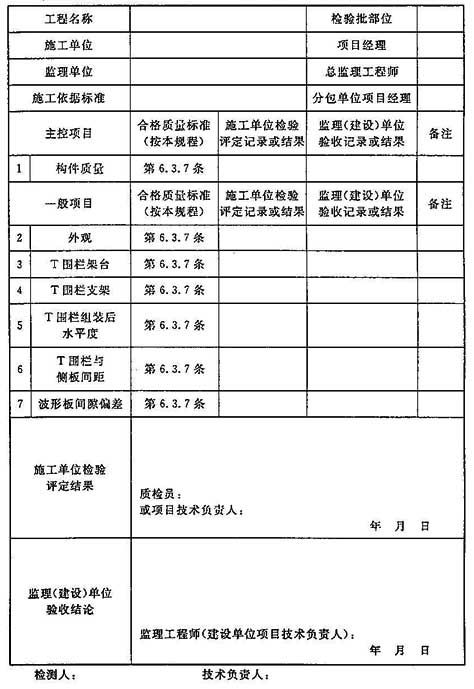 工程名称 检验批部位
施工单位 项目经理
监理单位 总监理工程师
施工依据标准 分包单位项目经理
主控项目 合格质量标准(按本规程) 施工单位检验评定记录或结果 监理(建设)单位验收记录或结果 备注
1 构件质量 第6.3.7条
一般项目 合格质量标准(按本规程) 施工单位检验评定记录或结果 监理(建设)单位验收记录或结果 备注
2 外观 第6.3.7条
3 T围栏架台 第6.3.7条
4 T围栏支架 第6.3.7条
5 T围栏组装后水平度 第6.3.7条
6 T围栏与侧板间距 第6.3.7条
7 波形板间隙偏差 第6.3.7条
施工单位检验评定结果
质检员:
或项目技术负责人:
年 月 日
监理(建设)单位验收结论
监理工程师(建设单位项目技术负责人):
年 月 日
检测人: 技术负责人: